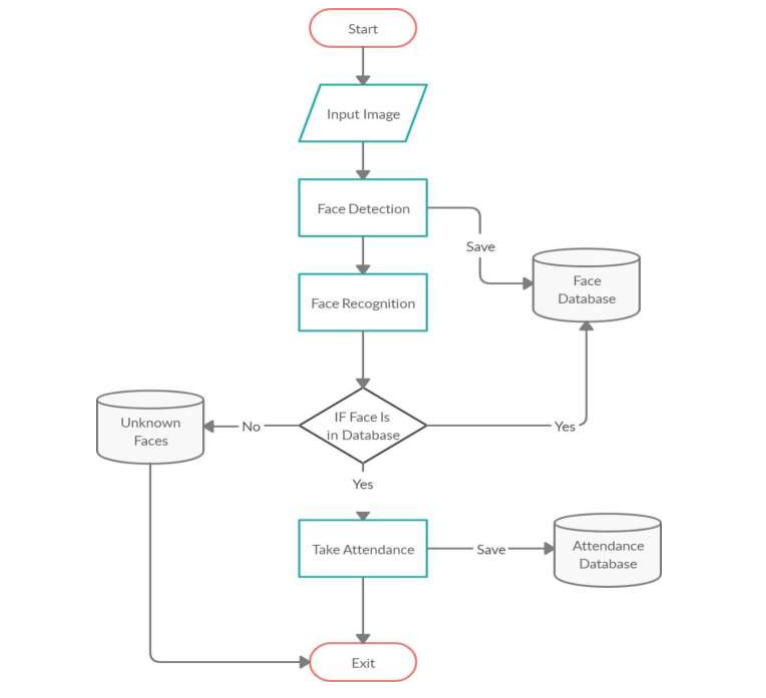 Start
Input Image
Face Detection
Save
Face
Database
Face Recognition
IF Face Is
in Database
No
Unknown
Faces
Yes
Yes
Take Attendance
Save
Attendance
Database
Exit